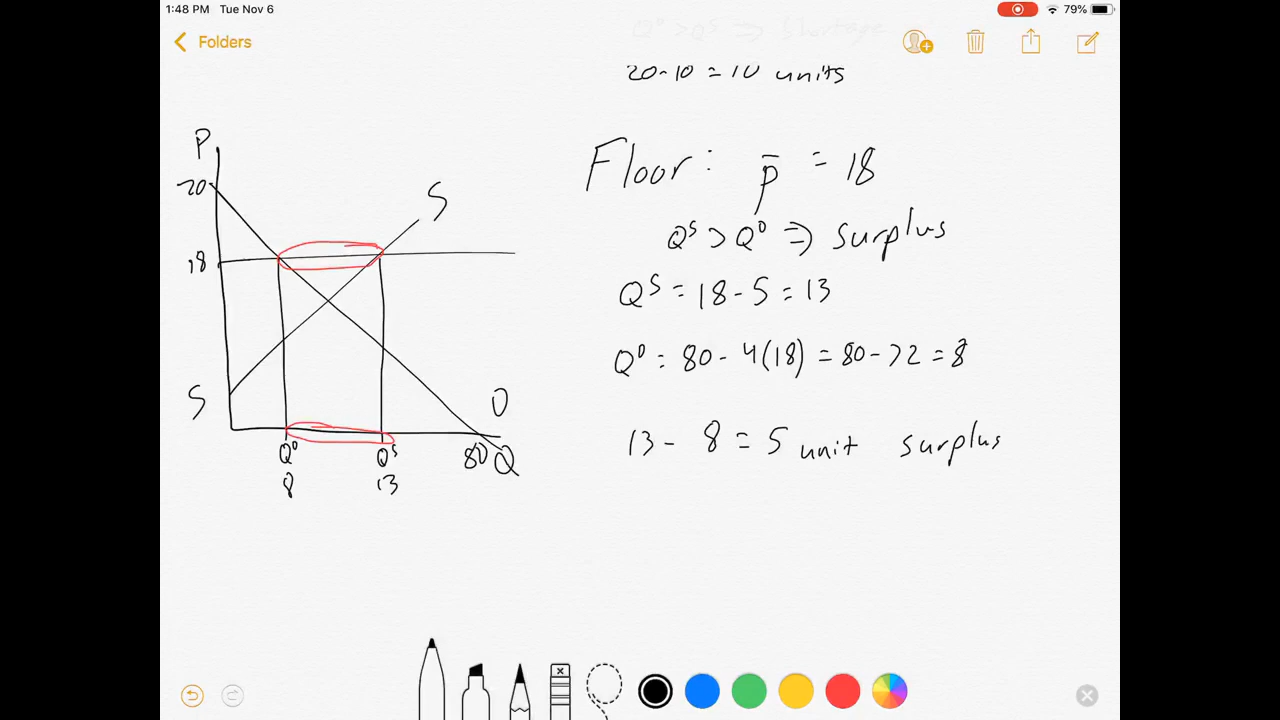 1:48 PM Tue Nov 6
79%
Folders
Q^D > Q^S ⇒ Shortage
20-10 = 10 units
P
20
18
S
S
D
Q^D
Q^S
80
Q
8
13
Floor: p̄ = 18
Q^S > Q^D ⇒ surplus
Q^S = 18 - 5 = 13
Q^D = 80 - 4(18) = 80 - 72 = 8
13 - 8 = 5 unit surplus